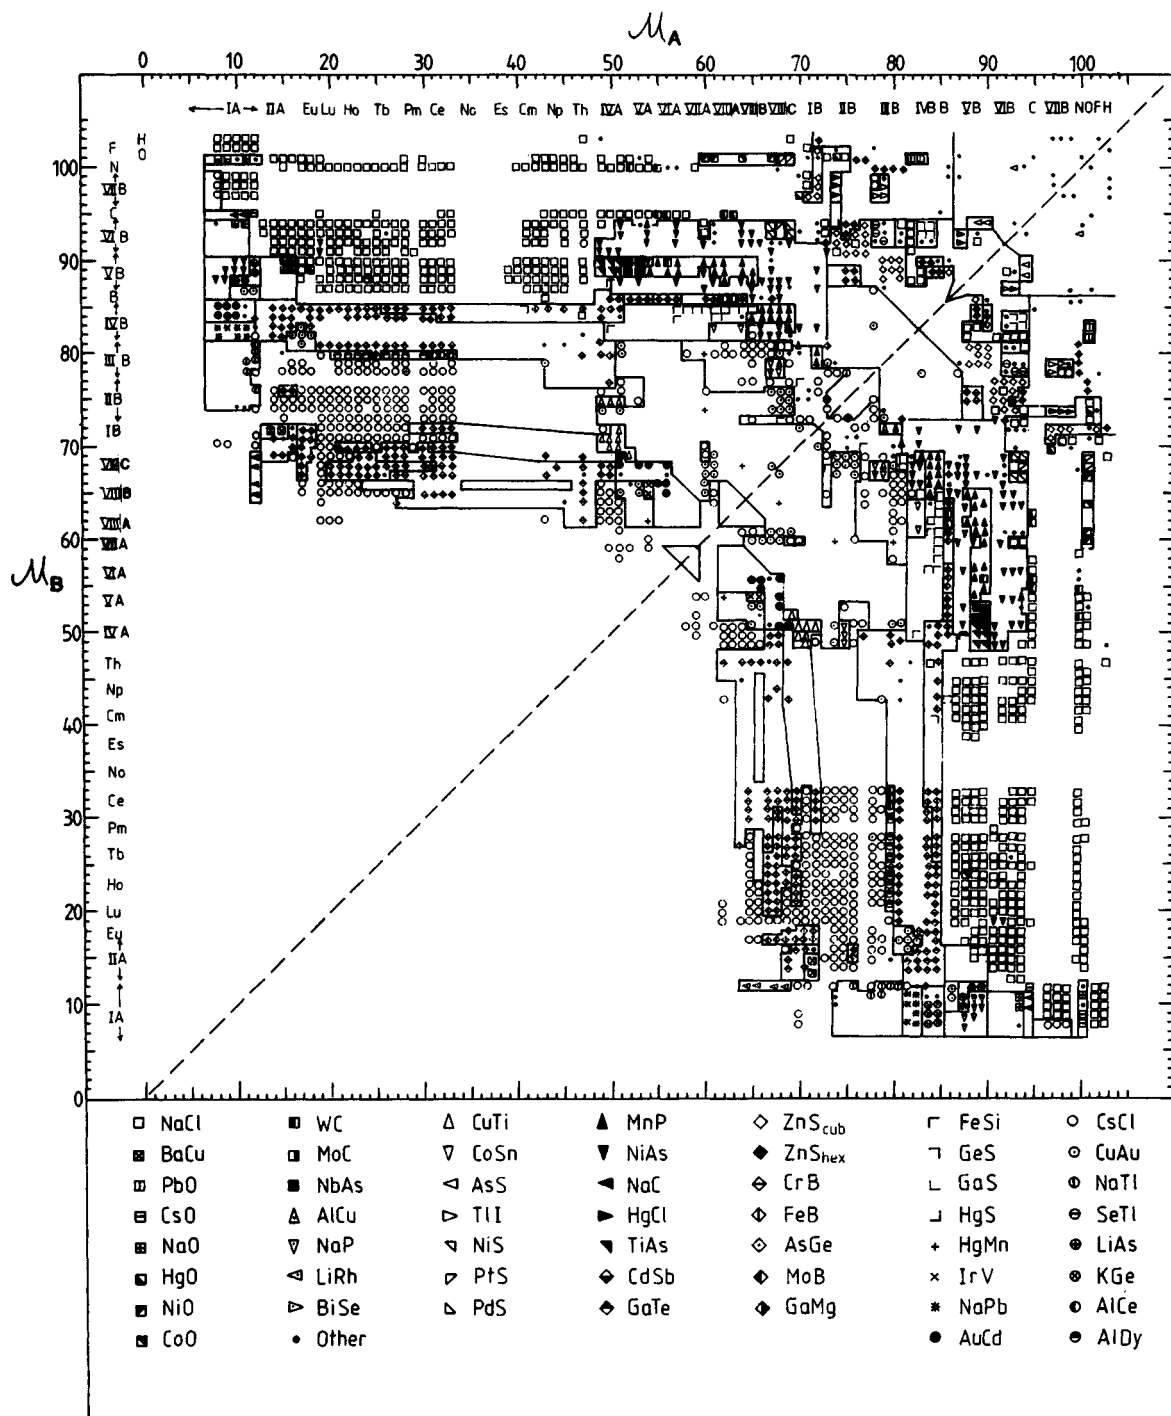 ℳA
0 10 20 30 40 50 60 70 80 90 100
IA IIA Eu Lu Ho Tb Pm Ce No Es Cm Np Th IVA VA VIA VIIA VIIIA VIIIB VIIIC IB IIB IIIB IVB B VB VIB C VIIB N O F H
H
O
F
100
N
VIIB
C
VIB
90
VB
B
IVB
80
IIIB
IIB
IB
70
VIIIC
VIIIB
VIIIA
60
VIIA
ℳB
VIA
VA
50
IVA
Th
Np
40
Cm
Es
No
Ce
30
Pm
Tb
Ho
20
Lu
Eu
IIA
10
IA
0
NaCl WC CuTi MnP ZnScub FeSi CsCl
BaCu MoC CoSn NiAs ZnShex GeS CuAu
PbO NbAs AsS NaC CrB GaS NaTl
CsO AlCu TlI HgCl FeB HgS SeTl
NaO NaP NiS TiAs AsGe HgMn LiAs
HgO LiRh PtS CdSb MoB IrV KGe
NiO BiSe PdS GaTe GaMg NaPb AlCe
CoO Other AuCd AlDy